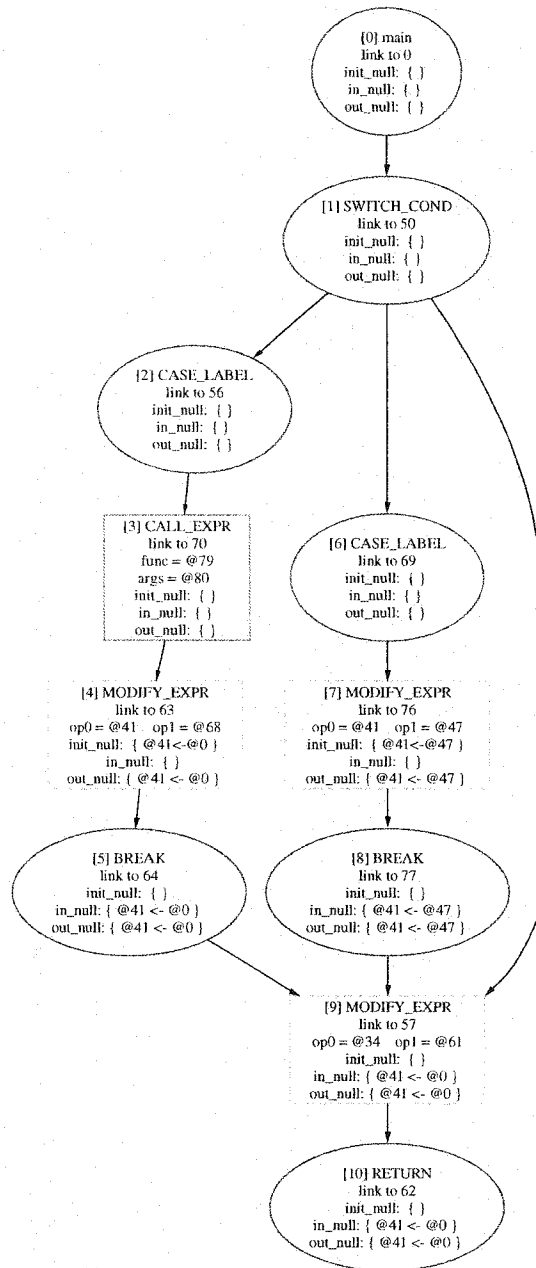 [0] main
link to 0
init_null: { }
in_null: { }
out_null: { }
[1] SWITCH_COND
link to 50
init_null: { }
in_null: { }
out_null: { }
[2] CASE_LABEL
link to 56
init_null: { }
in_null: { }
out_null: { }
[3] CALL_EXPR
link to 70
func = @79
args = @80
init_null: { }
in_null: { }
out_null: { }
[6] CASE_LABEL
link to 69
init_null: { }
in_null: { }
out_null: { }
[4] MODIFY_EXPR
link to 63
op0 = @41 op1 = @68
init_null: { @41<-@0 }
in_null: { }
out_null: { @41 <- @0 }
[7] MODIFY_EXPR
link to 76
op0 = @41 op1 = @47
init_null: { @41<-@47 }
in_null: { }
out_null: { @41 <- @47 }
[5] BREAK
link to 64
init_null: { }
in_null: { @41 <- @0 }
out_null: { @41 <- @0 }
[8] BREAK
link to 77
init_null: { }
in_null: { @41 <- @47 }
out_null: { @41 <- @47 }
[9] MODIFY_EXPR
link to 57
op0 = @34 op1 = @61
init_null: { }
in_null: { @41 <- @0 }
out_null: { @41 <- @0 }
[10] RETURN
link to 62
init_null: { }
in_null: { @41 <- @0 }
out_null: { @41 <- @0 }